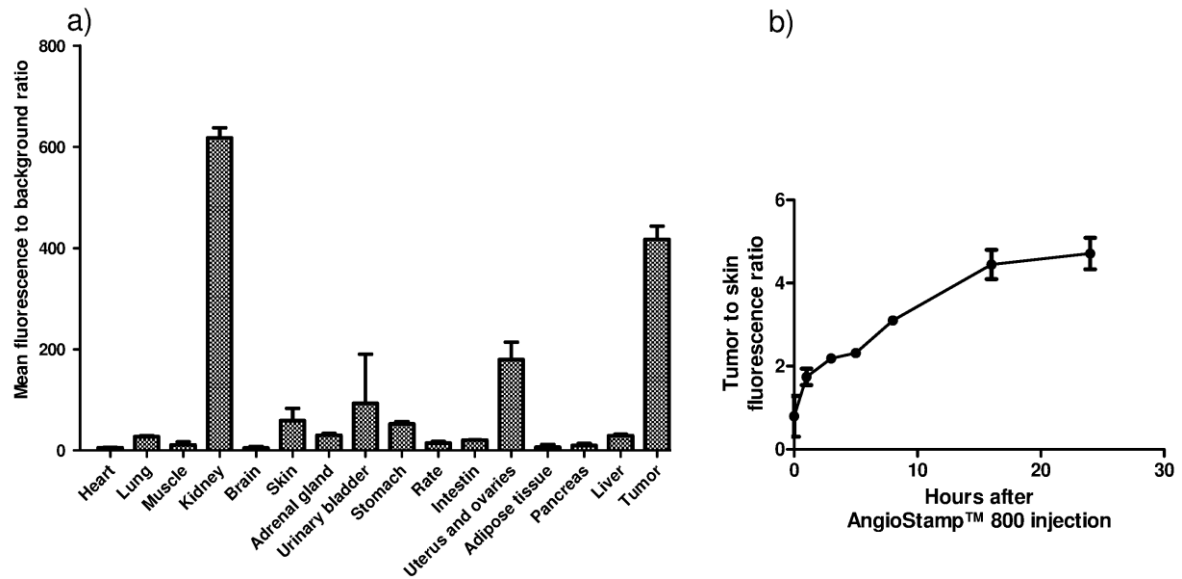 a)
Mean fluorescence to background ratio
800
600
400
200
0
Heart
Lung
Muscle
Kidney
Brain
Skin
Adrenal gland
Urinary bladder
Stomach
Rate
Intestin
Uterus and ovaries
Adipose tissue
Pancreas
Liver
Tumor
b)
Tumor to skin
fluorescence ratio
6
4
2
0
0 10 20 30
Hours after
AngioStamp™ 800 injection